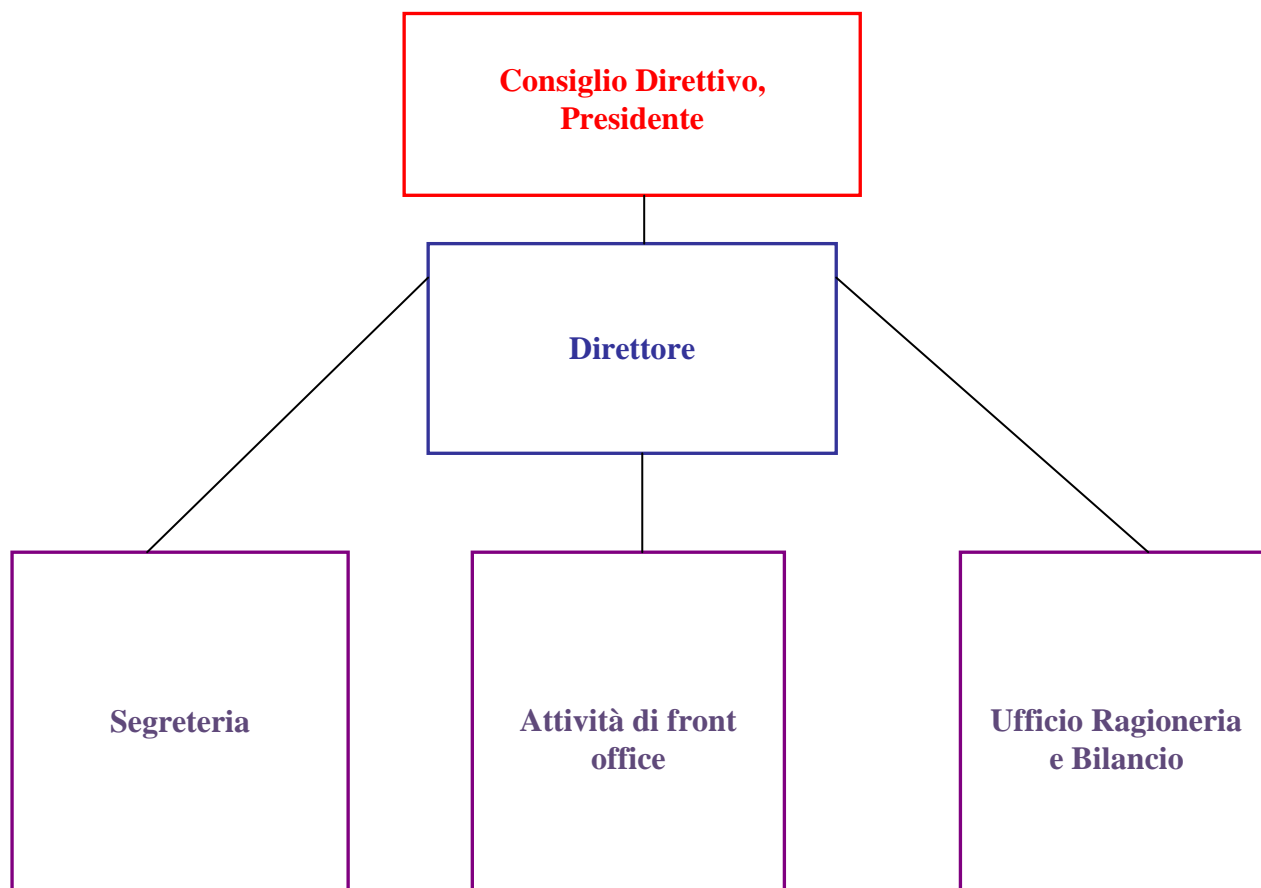 Consiglio Direttivo,
Presidente
Direttore
Segreteria
Attività di front
office
Ufficio Ragioneria
e Bilancio